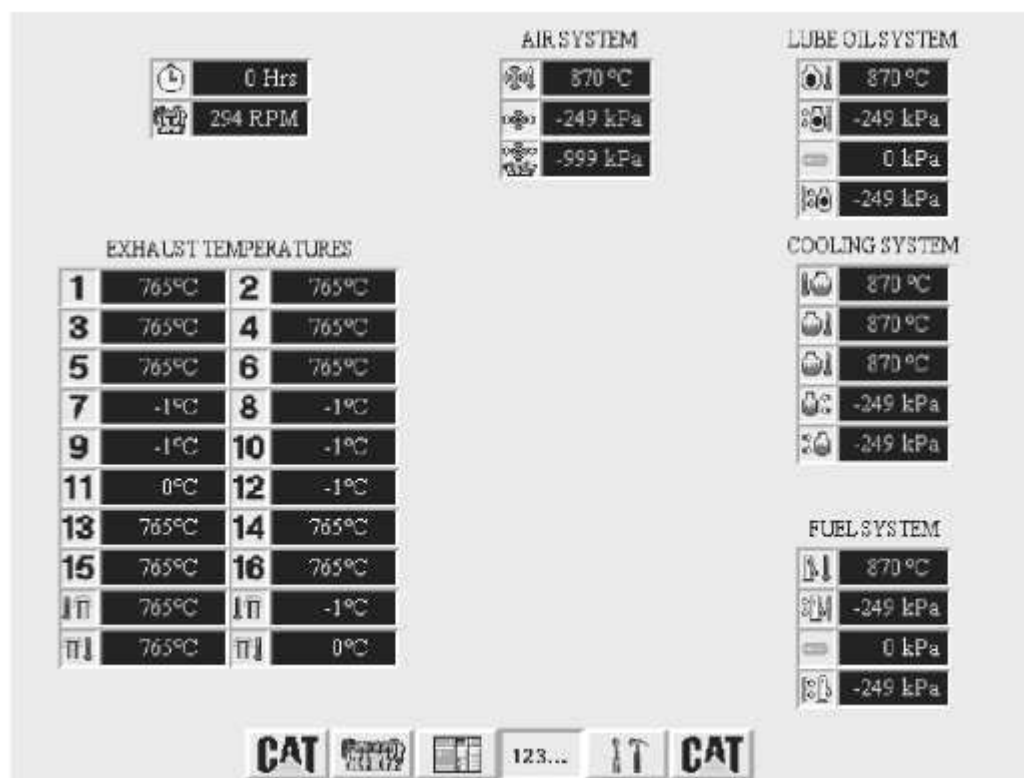 0 Hrs
294 RPM
AIR SYSTEM
870 °C
-249 kPa
-999 kPa
LUBE OIL SYSTEM
870 °C
-249 kPa
0 kPa
-249 kPa
EXHAUST TEMPERATURES
1 765°C 2 765°C
3 765°C 4 765°C
5 765°C 6 765°C
7 -1°C 8 -1°C
9 -1°C 10 -1°C
11 0°C 12 -1°C
13 765°C 14 765°C
15 765°C 16 765°C
765°C -1°C
765°C 0°C
COOLING SYSTEM
870 °C
870 °C
870 °C
-249 kPa
-249 kPa
FUEL SYSTEM
870 °C
-249 kPa
0 kPa
-249 kPa
CAT 123... CAT